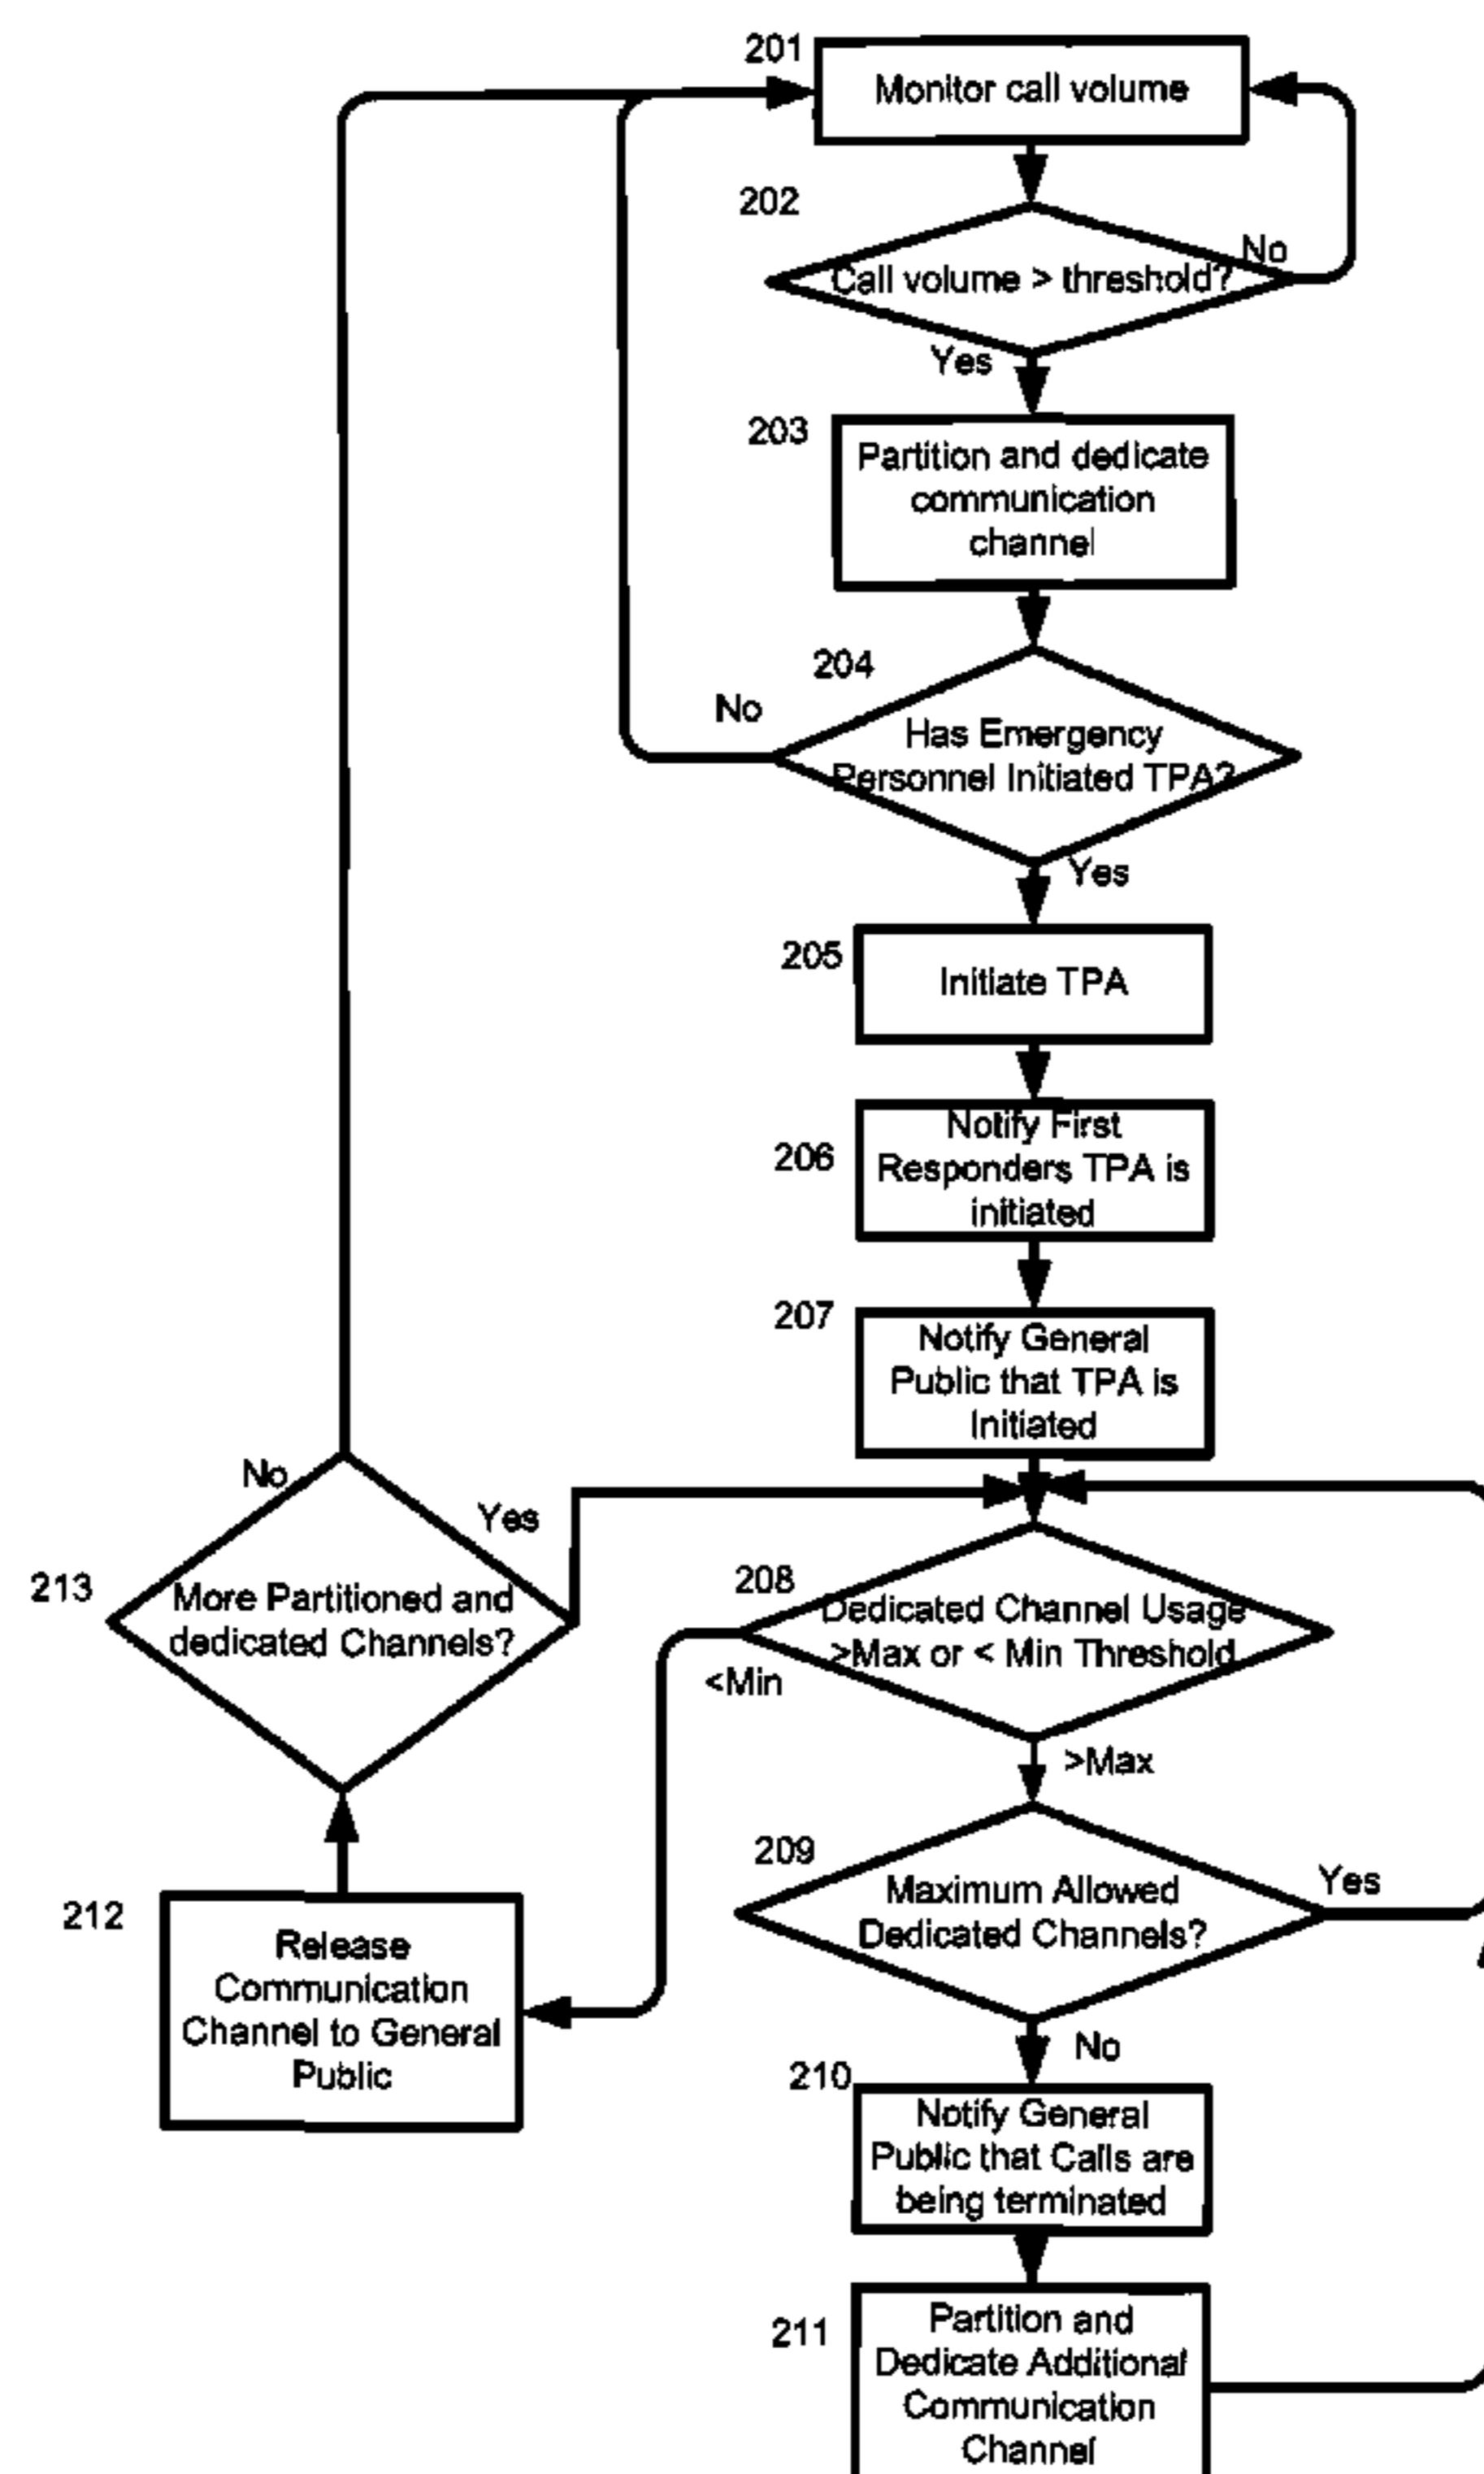 201
Monitor call volume
202
No
Call volume > threshold?
Yes
203
Partition and dedicate
communication
channel
204
No
Has Emergency
Personnel Initiated TPA?
Yes
205
Initiate TPA
206
Notify First
Responders TPA is
initiated
207
Notify General
Public that TPA is
Initiated
No
Yes
213
More Partitioned and
dedicated Channels?
208
Dedicated Channel Usage
>Max or < Min Threshold
<Min
>Max
209
Maximum Allowed
Dedicated Channels?
Yes
212
Release
Communication
Channel to General
Public
No
210
Notify General
Public that Calls are
being terminated
211
Partition and
Dedicate Additional
Communication
Channel